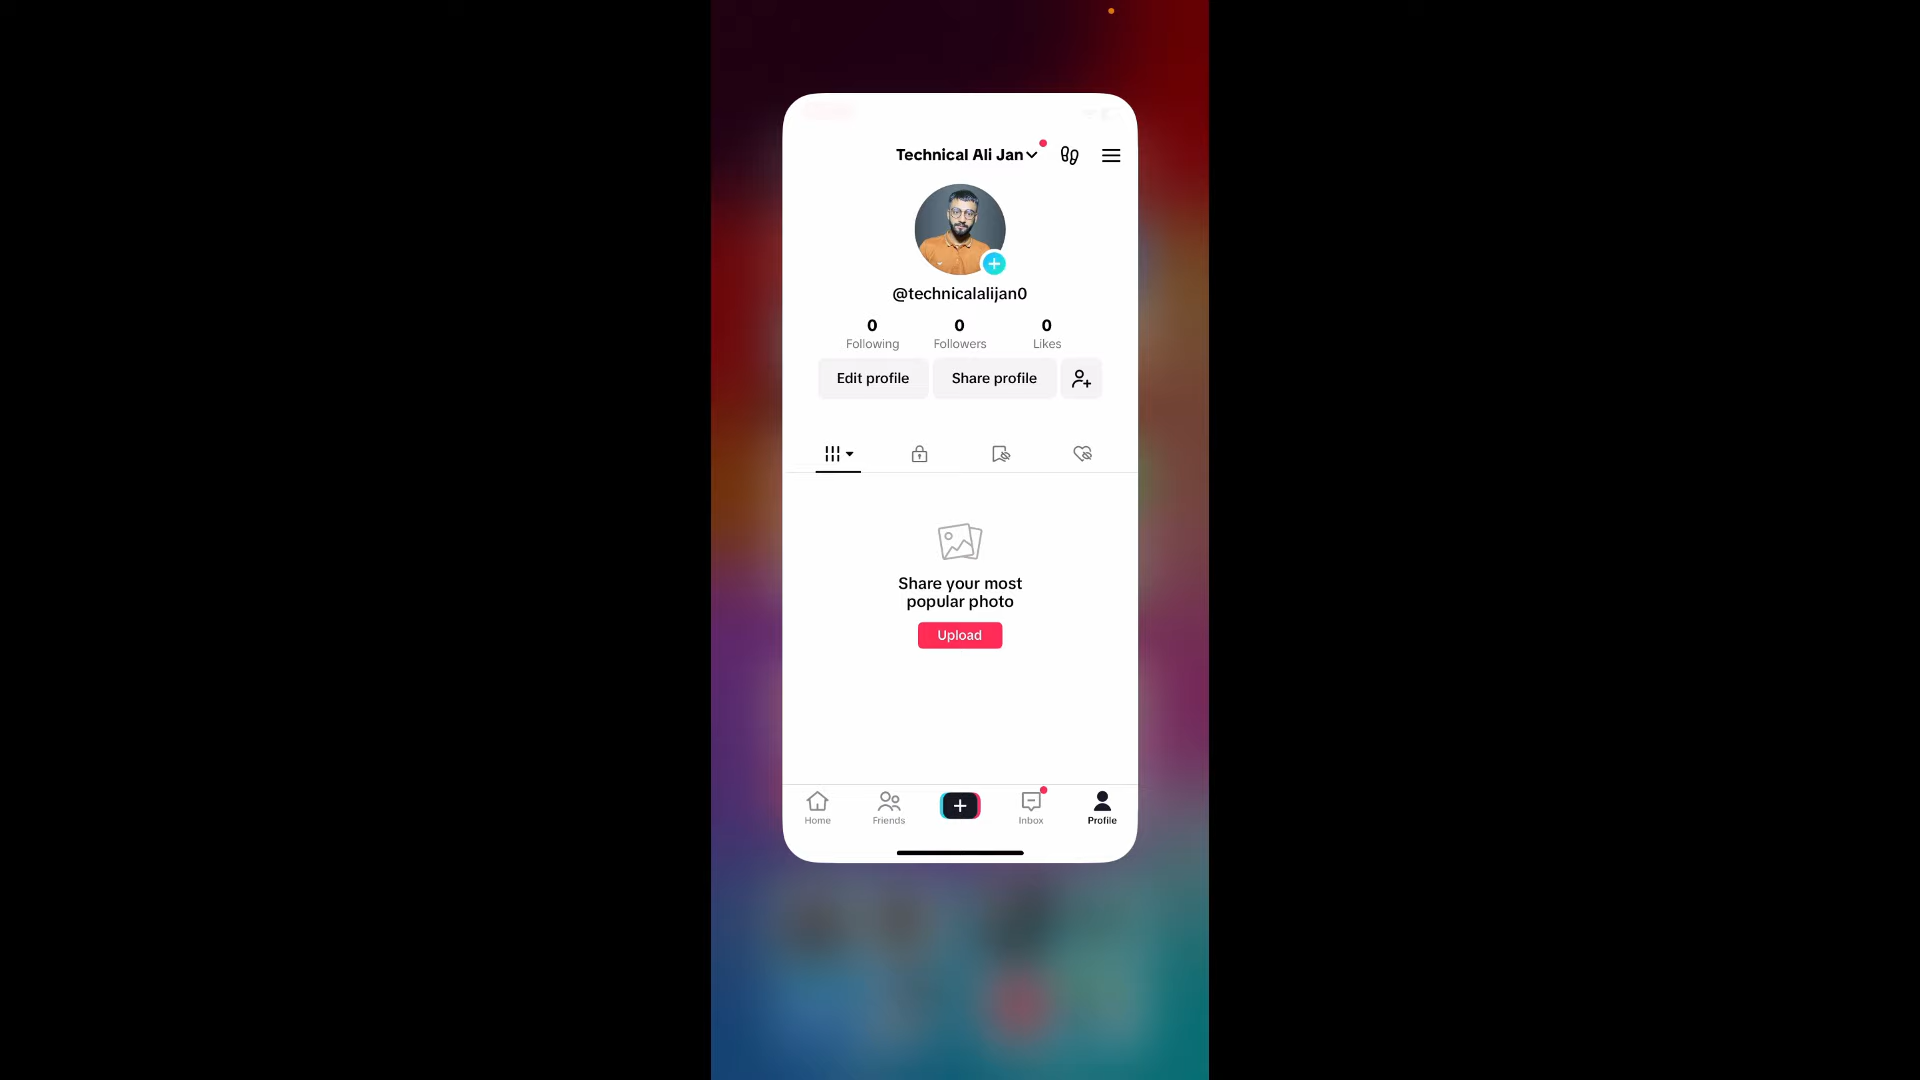 Technical Ali Jan
@technicalalijan0
0 0 0
Following Followers Likes
Edit profile Share profile
Share your most
popular photo
Upload
Home Friends Inbox Profile